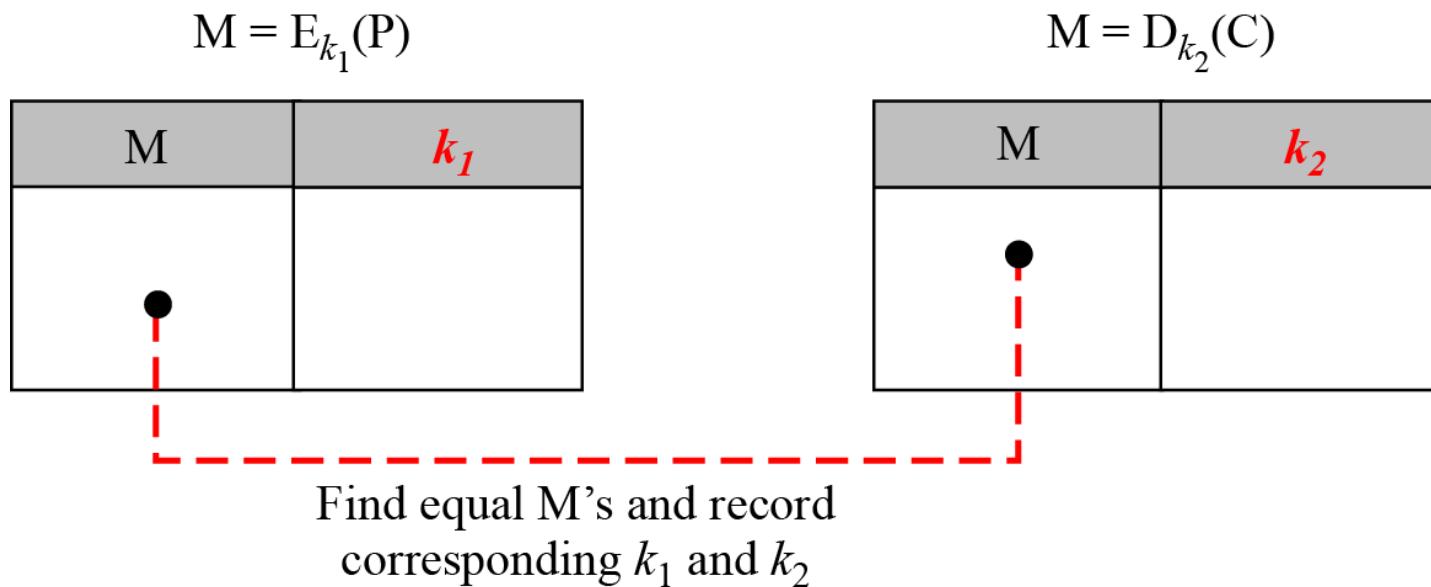 M = E_{k_1}(P)
M = D_{k_2}(C)
M k_1
M k_2
Find equal M’s and record
corresponding k_1 and k_2